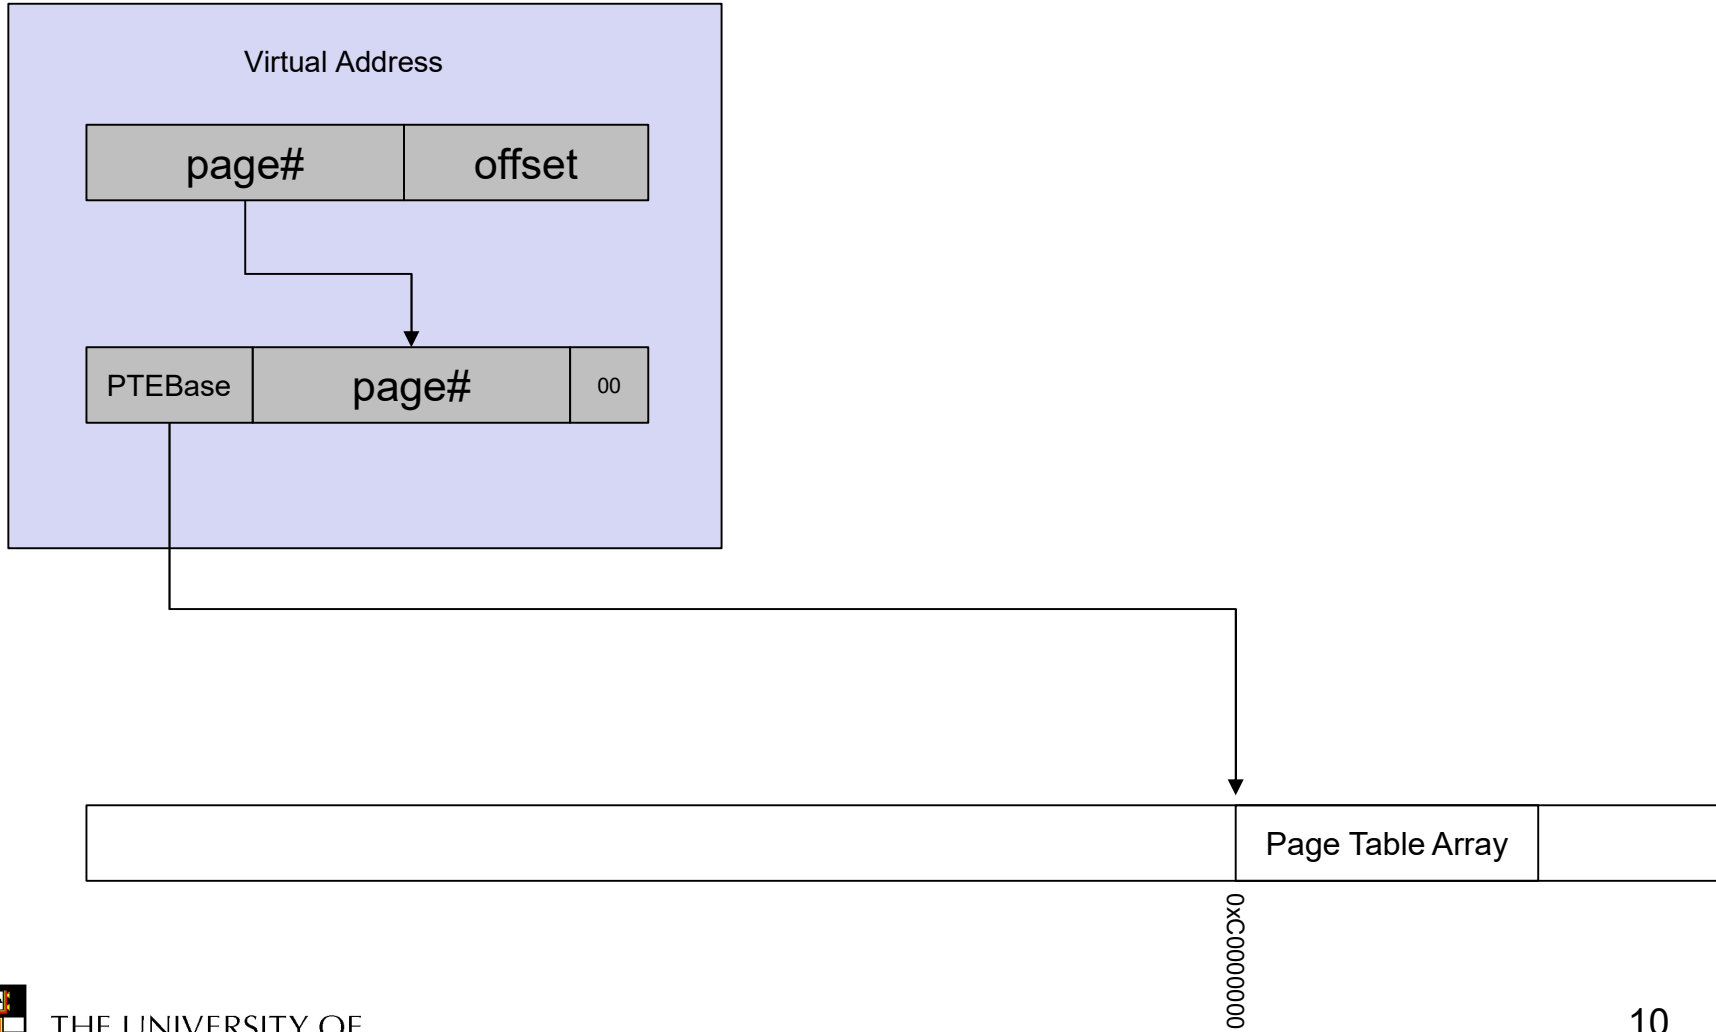 Virtual Address
page# offset
PTEBase page# 00
Page Table Array
0xC0000000
THE UNIVERSITY OF
10